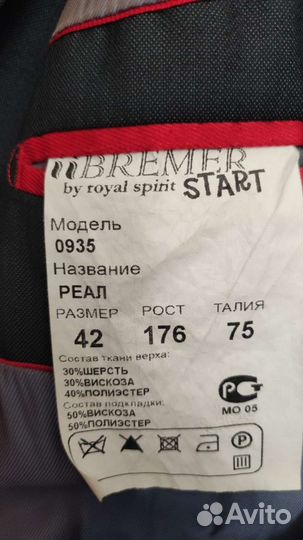 BREMER
by royal spirit START
Модель
0935
Название
РЕАЛ
РАЗМЕР РОСТ ТАЛИЯ
42 176 75
Состав ткани верха:
30%ШЕРСТЬ
30%ВИСКОЗА
40%ПОЛИЭСТЕР
Состав подкладки:
50%ВИСКОЗА
50%ПОЛИЭСТЕР
РСТ
МО 05
P
Avito